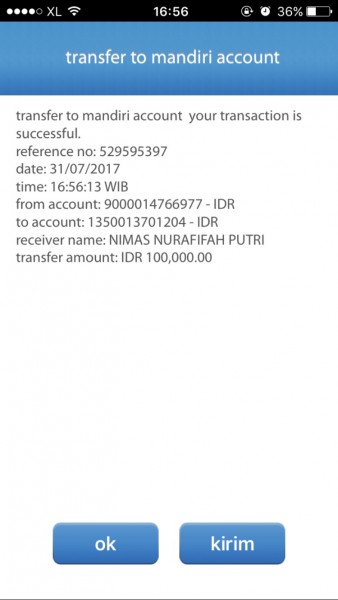 XL 16:56 36%
transfer to mandiri account
transfer to mandiri account your transaction is
successful.
reference no: 529595397
date: 31/07/2017
time: 16:56:13 WIB
from account: 9000014766977 - IDR
to account: 1350013701204 - IDR
receiver name: NIMAS NURAFIFAH PUTRI
transfer amount: IDR 100,000.00
ok kirim